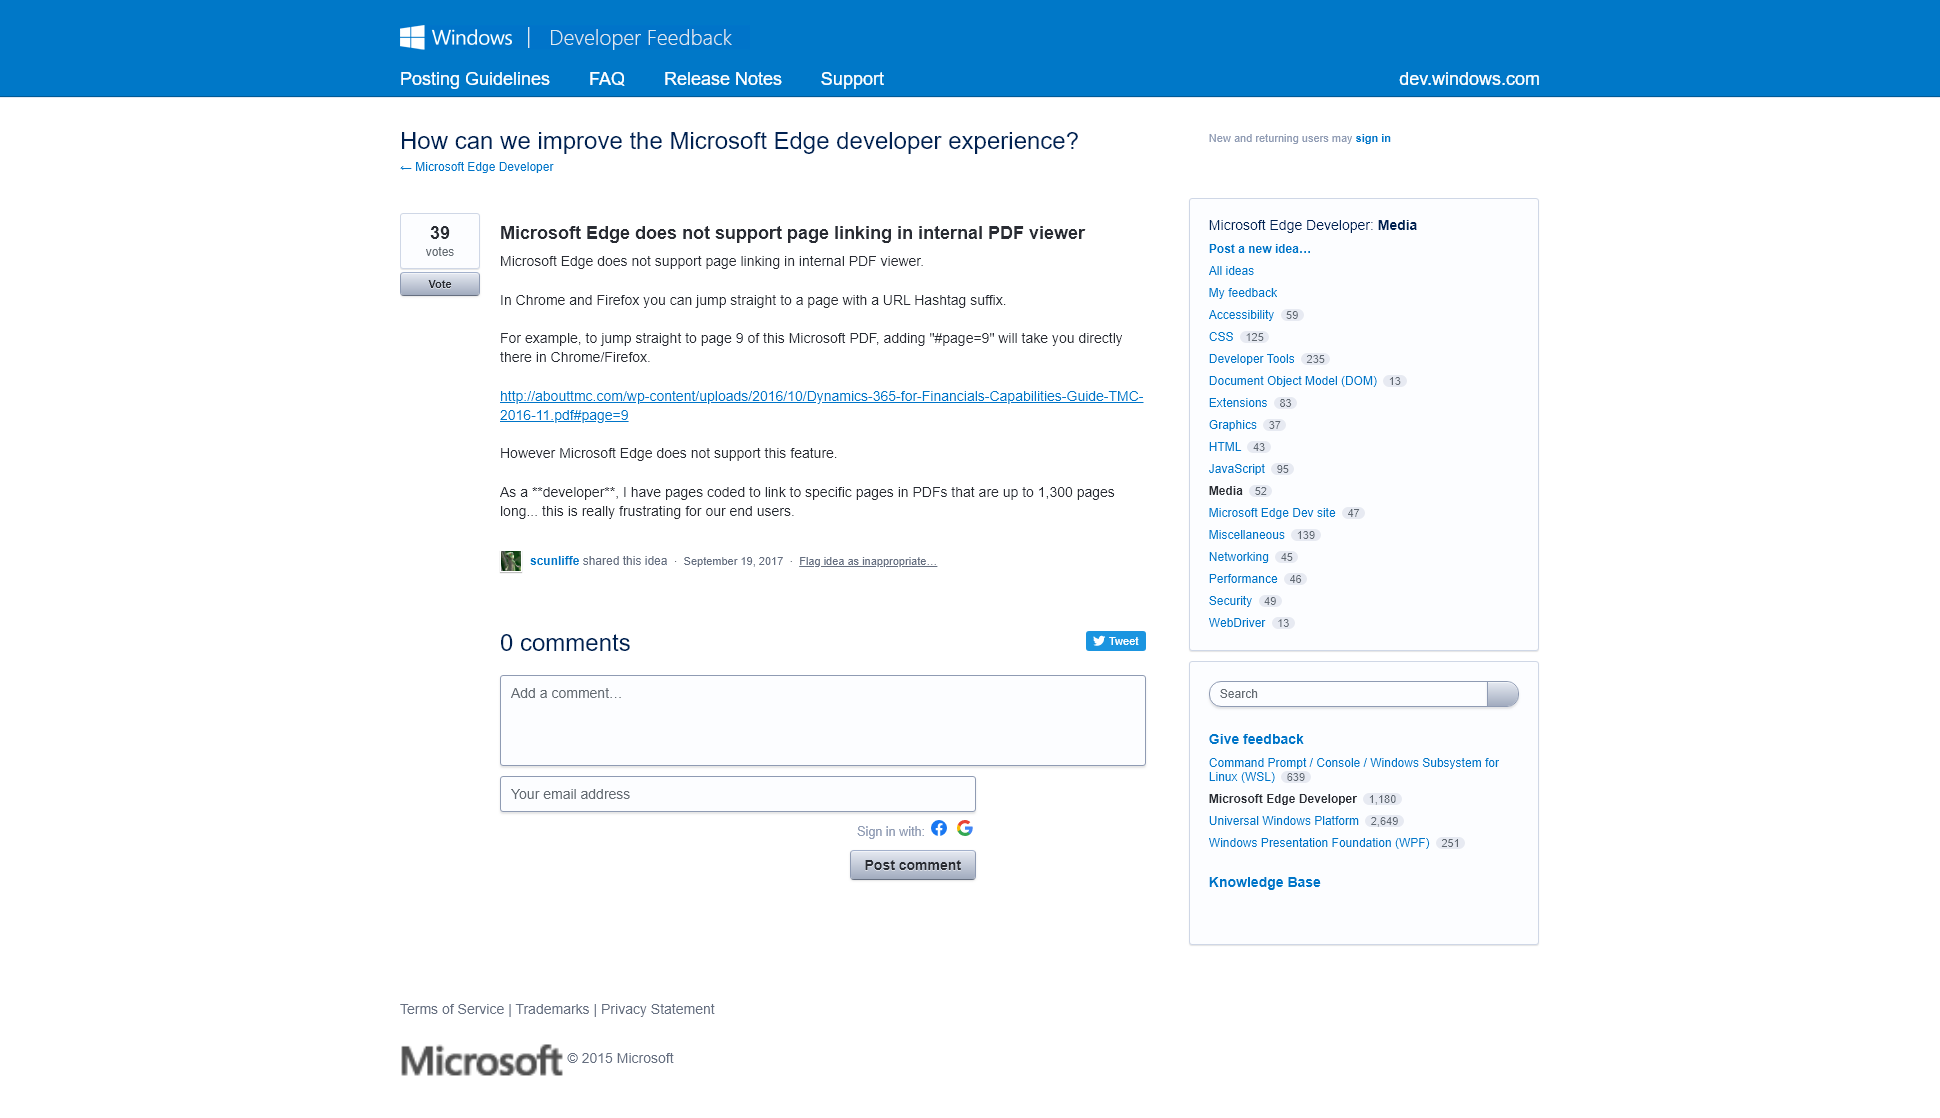 Windows | Developer Feedback
Posting Guidelines FAQ Release Notes Support dev.windows.com
How can we improve the Microsoft Edge developer experience?
← Microsoft Edge Developer
New and returning users may sign in
39
votes
Vote
Microsoft Edge does not support page linking in internal PDF viewer
Microsoft Edge does not support page linking in internal PDF viewer.
In Chrome and Firefox you can jump straight to a page with a URL Hashtag suffix.
For example, to jump straight to page 9 of this Microsoft PDF, adding "#page=9" will take you directly
there in Chrome/Firefox.
http://abouttmc.com/wp-content/uploads/2016/10/Dynamics-365-for-Financials-Capabilities-Guide-TMC-
2016-11.pdf#page=9
However Microsoft Edge does not support this feature.
As a **developer**, I have pages coded to link to specific pages in PDFs that are up to 1,300 pages
long... this is really frustrating for our end users.
scunliffe shared this idea · September 19, 2017 · Flag idea as inappropriate…
0 comments
Tweet
Add a comment…
Your email address
Sign in with:
Post comment
Microsoft Edge Developer: Media
Post a new idea…
All ideas
My feedback
Accessibility 59
CSS 125
Developer Tools 235
Document Object Model (DOM) 13
Extensions 83
Graphics 37
HTML 43
JavaScript 95
Media 52
Microsoft Edge Dev site 47
Miscellaneous 139
Networking 45
Performance 46
Security 49
WebDriver 13
Search
Give feedback
Command Prompt / Console / Windows Subsystem for
Linux (WSL) 639
Microsoft Edge Developer 1,180
Universal Windows Platform 2,649
Windows Presentation Foundation (WPF) 251
Knowledge Base
Terms of Service | Trademarks | Privacy Statement
Microsoft © 2015 Microsoft